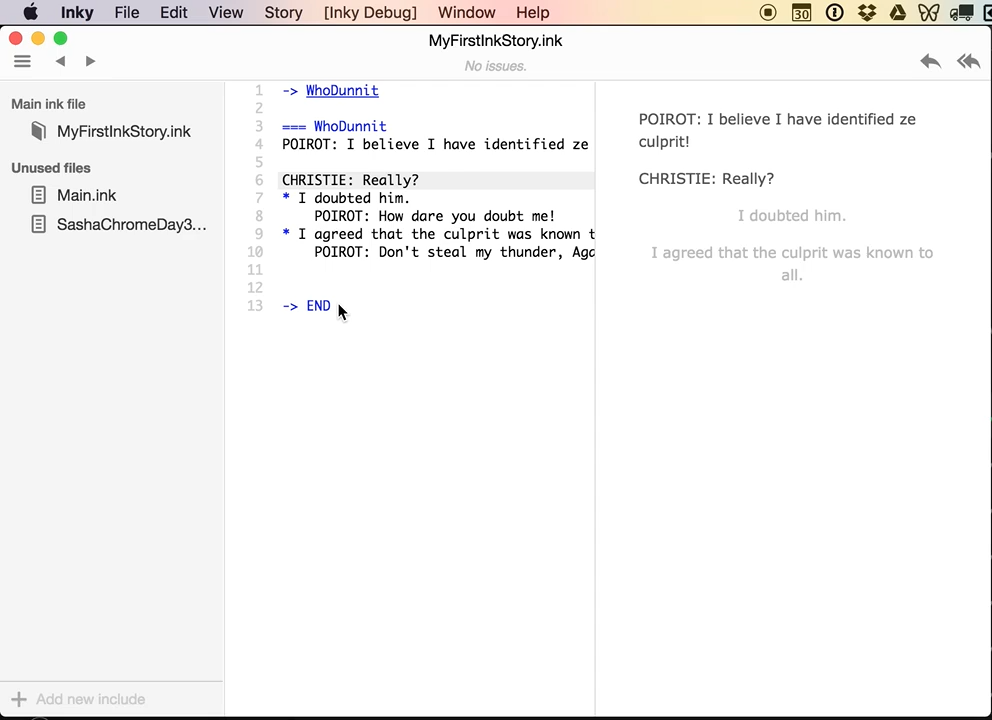 Inky File Edit View Story [Inky Debug] Window Help 30
MyFirstInkStory.ink
No issues.
Main ink file
MyFirstInkStory.ink
Unused files
Main.ink
SashaChromeDay3...
Add new include
1 -> WhoDunnit
2
3 === WhoDunnit
4 POIROT: I believe I have identified ze
5
6 CHRISTIE: Really?
7 * I doubted him.
8 POIROT: How dare you doubt me!
9 * I agreed that the culprit was known t
10 POIROT: Don't steal my thunder, Aga
11
12
13 -> END
POIROT: I believe I have identified ze
culprit!
CHRISTIE: Really?
I doubted him.
I agreed that the culprit was known to
all.